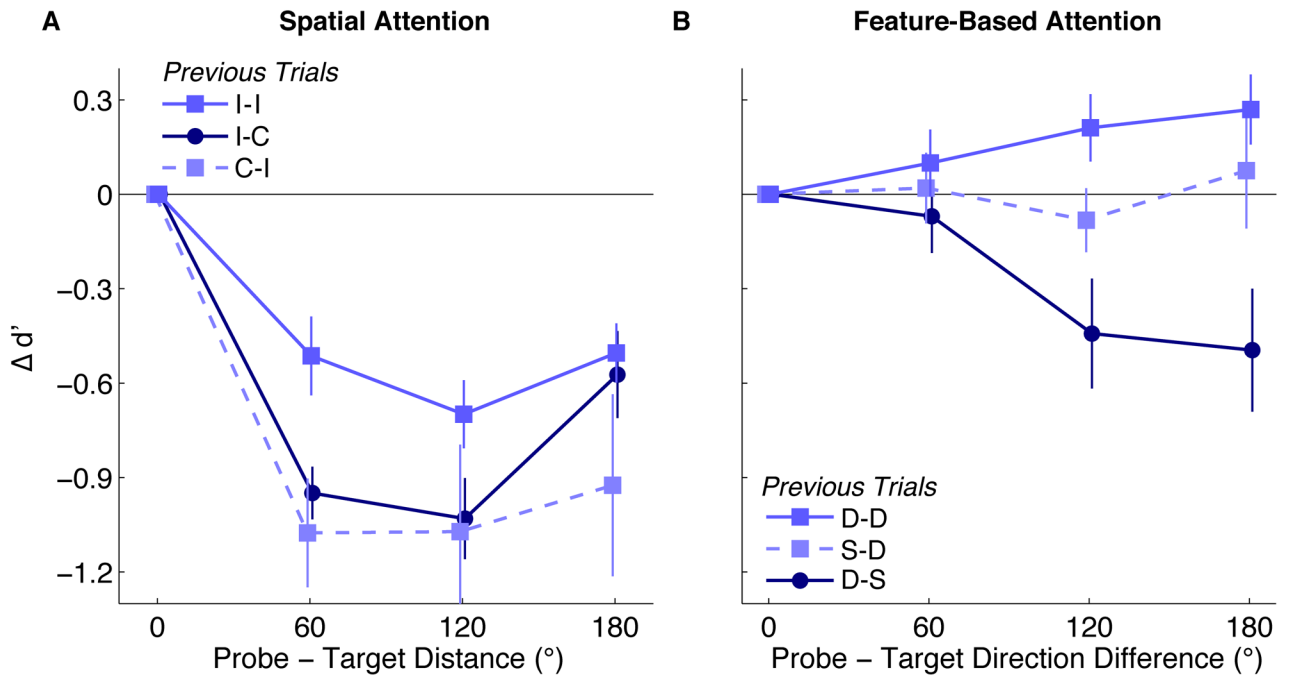 A Spatial Attention
B Feature-Based Attention
Previous Trials
I-I
I-C
C-I
0.3
0
−0.3
−0.6
−0.9
−1.2
Δ d’
0 60 120 180
Probe − Target Distance (°)
Previous Trials
D-D
S-D
D-S
0 60 120 180
Probe − Target Direction Difference (°)